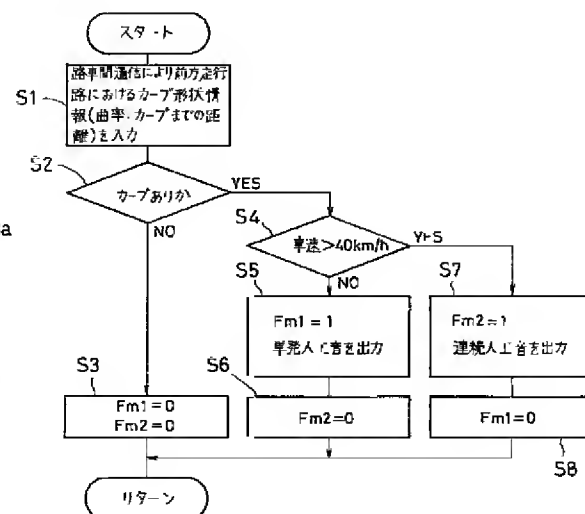 スタート
路車間通信により前方走行
路におけるカーブ形状情
報(曲率、カーブまでの距
離)を入力
S1
S2
カーブありか
YES
NO
a
S4
車速>40km/h
YES
NO
S5
Fm1=1
単発人工音を出力
S7
Fm2=1
連続人工音を出力
S3
Fm1=0
Fm2=0
S6
Fm2=0
Fm1=0
S8
リターン